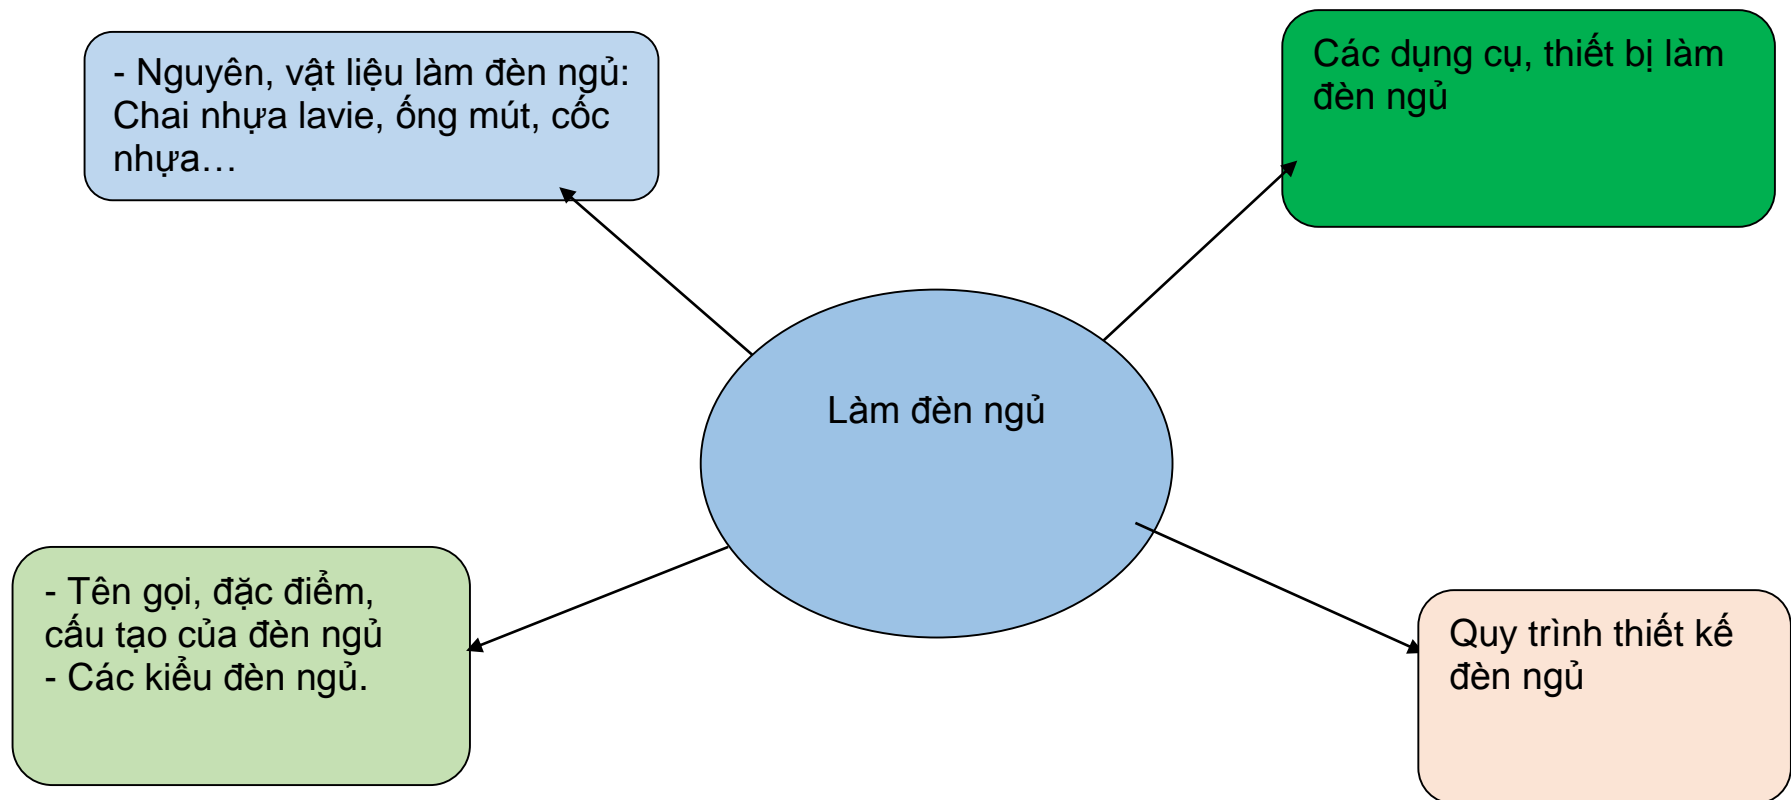 - Nguyên, vật liệu làm đèn ngủ:
Chai nhựa lavie, ống mút, cốc
nhựa…
Các dụng cụ, thiết bị làm
đèn ngủ
Làm đèn ngủ
- Tên gọi, đặc điểm,
cấu tạo của đèn ngủ
- Các kiểu đèn ngủ.
Quy trình thiết kế
đèn ngủ